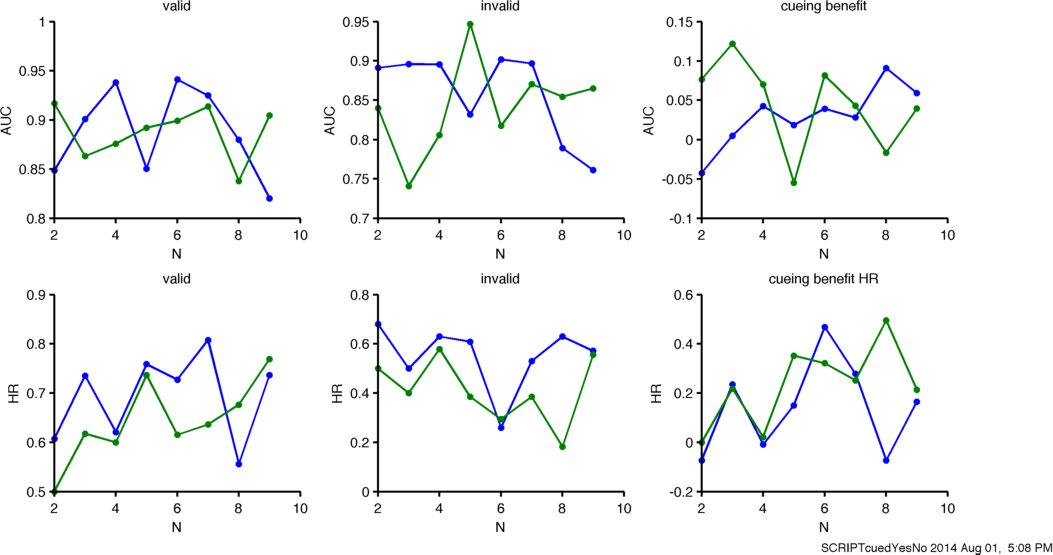 valid
1
0.95
0.9
0.85
0.8
AUC
2 4 6 8 10
N
invalid
0.95
0.9
0.85
0.8
0.75
0.7
AUC
2 4 6 8 10
N
cueing benefit
0.15
0.1
0.05
0
-0.05
-0.1
AUC
2 4 6 8 10
N
valid
0.9
0.8
0.7
0.6
0.5
HR
2 4 6 8 10
N
invalid
0.8
0.6
0.4
0.2
0
HR
2 4 6 8 10
N
cueing benefit HR
0.6
0.4
0.2
0
-0.2
HR
2 4 6 8 10
N
SCRIPTcuedYesNo 2014 Aug 01, 5:08 PM